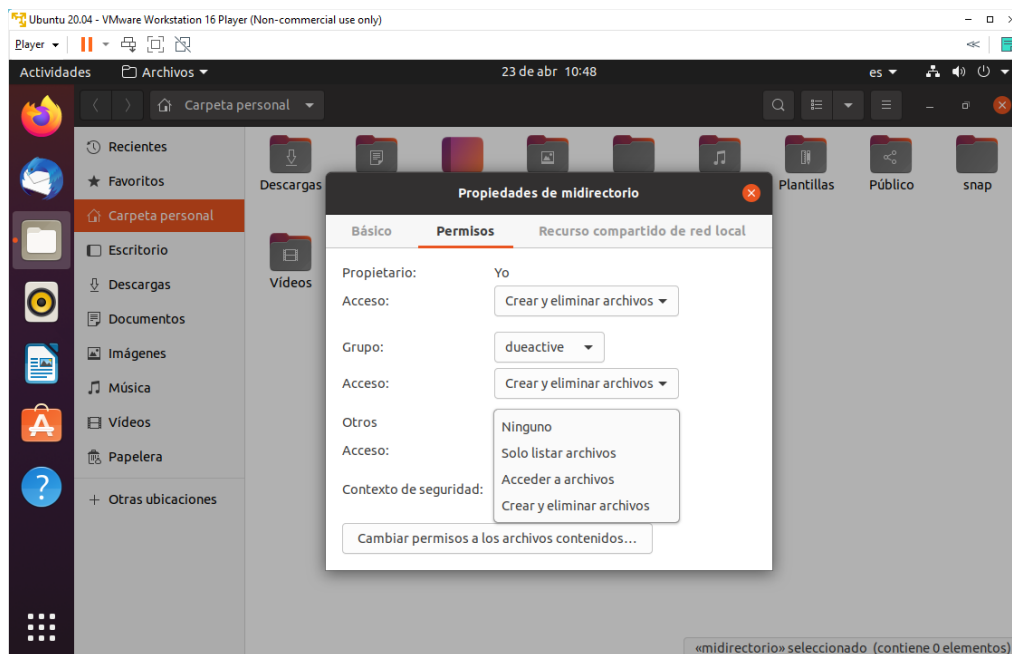 Ubuntu 20.04 - VMware Workstation 16 Player (Non-commercial use only)
Player
Actividades Archivos 23 de abr 10:48 es
Carpeta personal
Recientes
Favoritos
Carpeta personal
Escritorio
Descargas
Documentos
Imágenes
Música
Vídeos
Papelera
Otras ubicaciones
Descargas Plantillas Público snap
Vídeos
Propiedades de midirectorio
Básico Permisos Recurso compartido de red local
Propietario: Yo
Acceso: Crear y eliminar archivos
Grupo: dueactive
Acceso: Crear y eliminar archivos
Otros
Acceso:
Ninguno
Solo listar archivos
Acceder a archivos
Crear y eliminar archivos
Contexto de seguridad:
Cambiar permisos a los archivos contenidos...
«midirectorio» seleccionado (contiene 0 elementos)